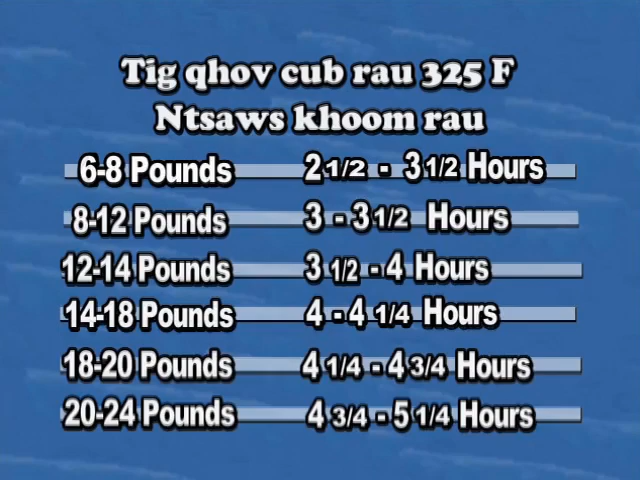 Tig qhov cub rau 325 F
Ntsaws khoom rau
6-8 Pounds 2 1/2 - 3 1/2 Hours
8-12 Pounds 3 - 3 1/2 Hours
12-14 Pounds 3 1/2 - 4 Hours
14-18 Pounds 4 - 4 1/4 Hours
18-20 Pounds 4 1/4 - 4 3/4 Hours
20-24 Pounds 4 3/4 - 5 1/4 Hours